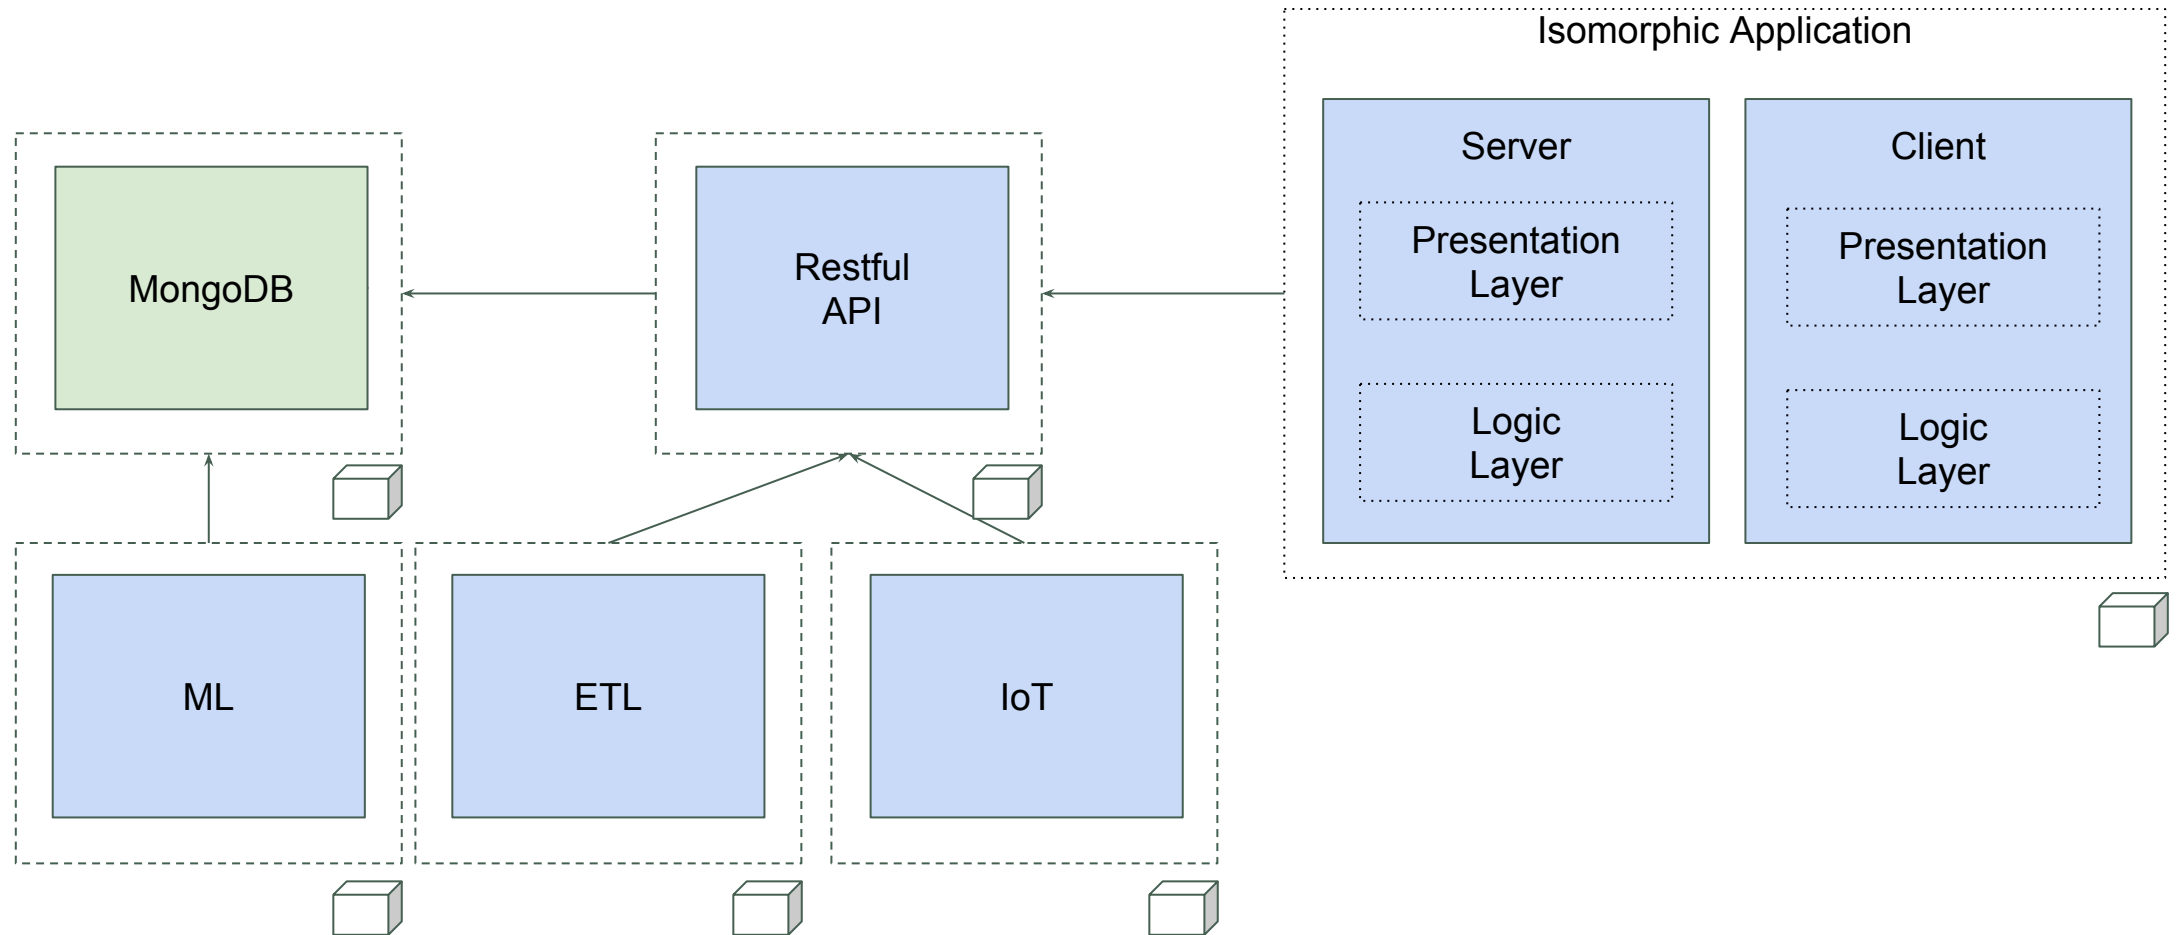 Isomorphic Application
Server
Client
Presentation
Layer
Presentation
Layer
Logic
Layer
Logic
Layer
MongoDB
Restful
API
ML
ETL
IoT